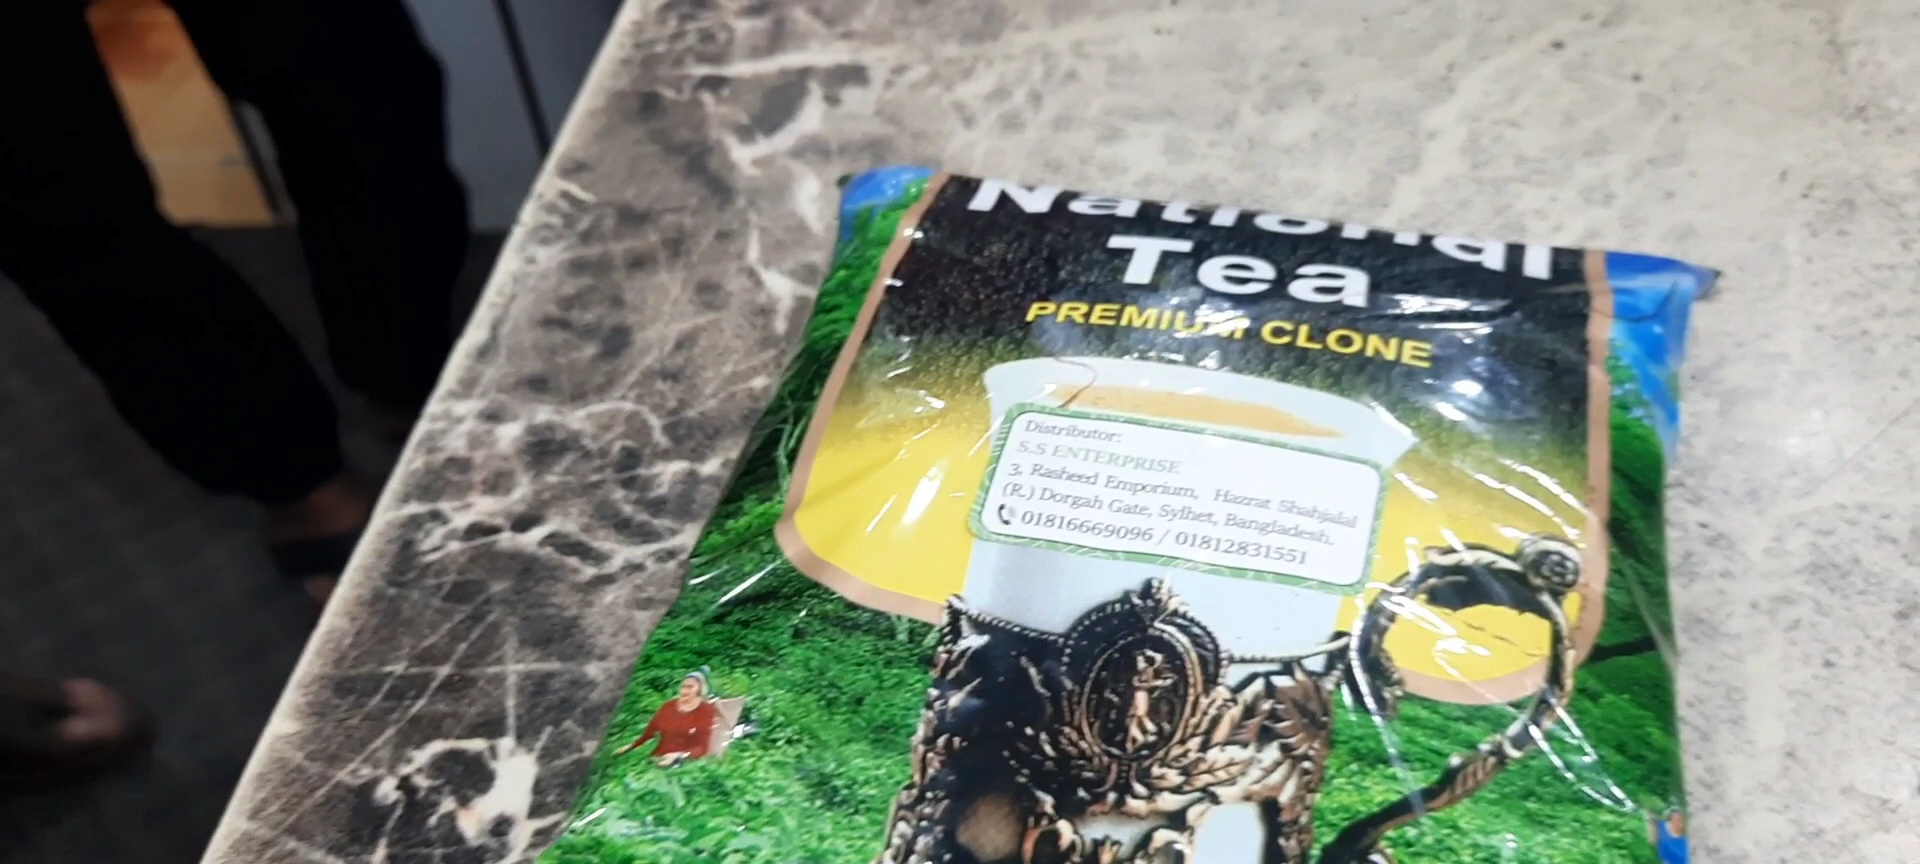 National
Tea
PREMIUM CLONE
Distributor:
S.S ENTERPRISE
3, Rasheed Emporium, Hazrat Shahjalal
(R.) Dorgah Gate, Sylhet, Bangladesh.
01816669096 / 01812831551